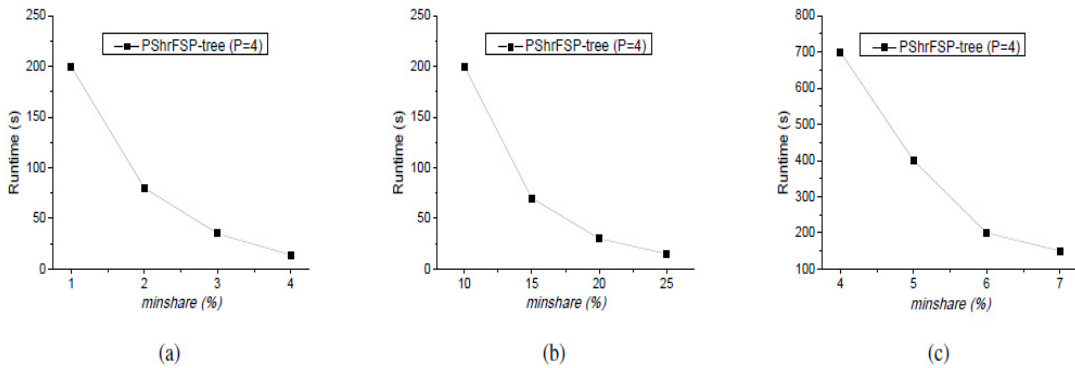 250
200
150
100
50
0
Runtime (s)
PShrFSP-tree (P=4)
1 2 3 4
minshare (%)
(a)
250
200
150
100
50
0
Runtime (s)
PShrFSP-tree (P=4)
10 15 20 25
minshare (%)
(b)
800
700
600
500
400
300
200
100
Runtime (s)
PShrFSP-tree (P=4)
4 5 6 7
minshare (%)
(c)